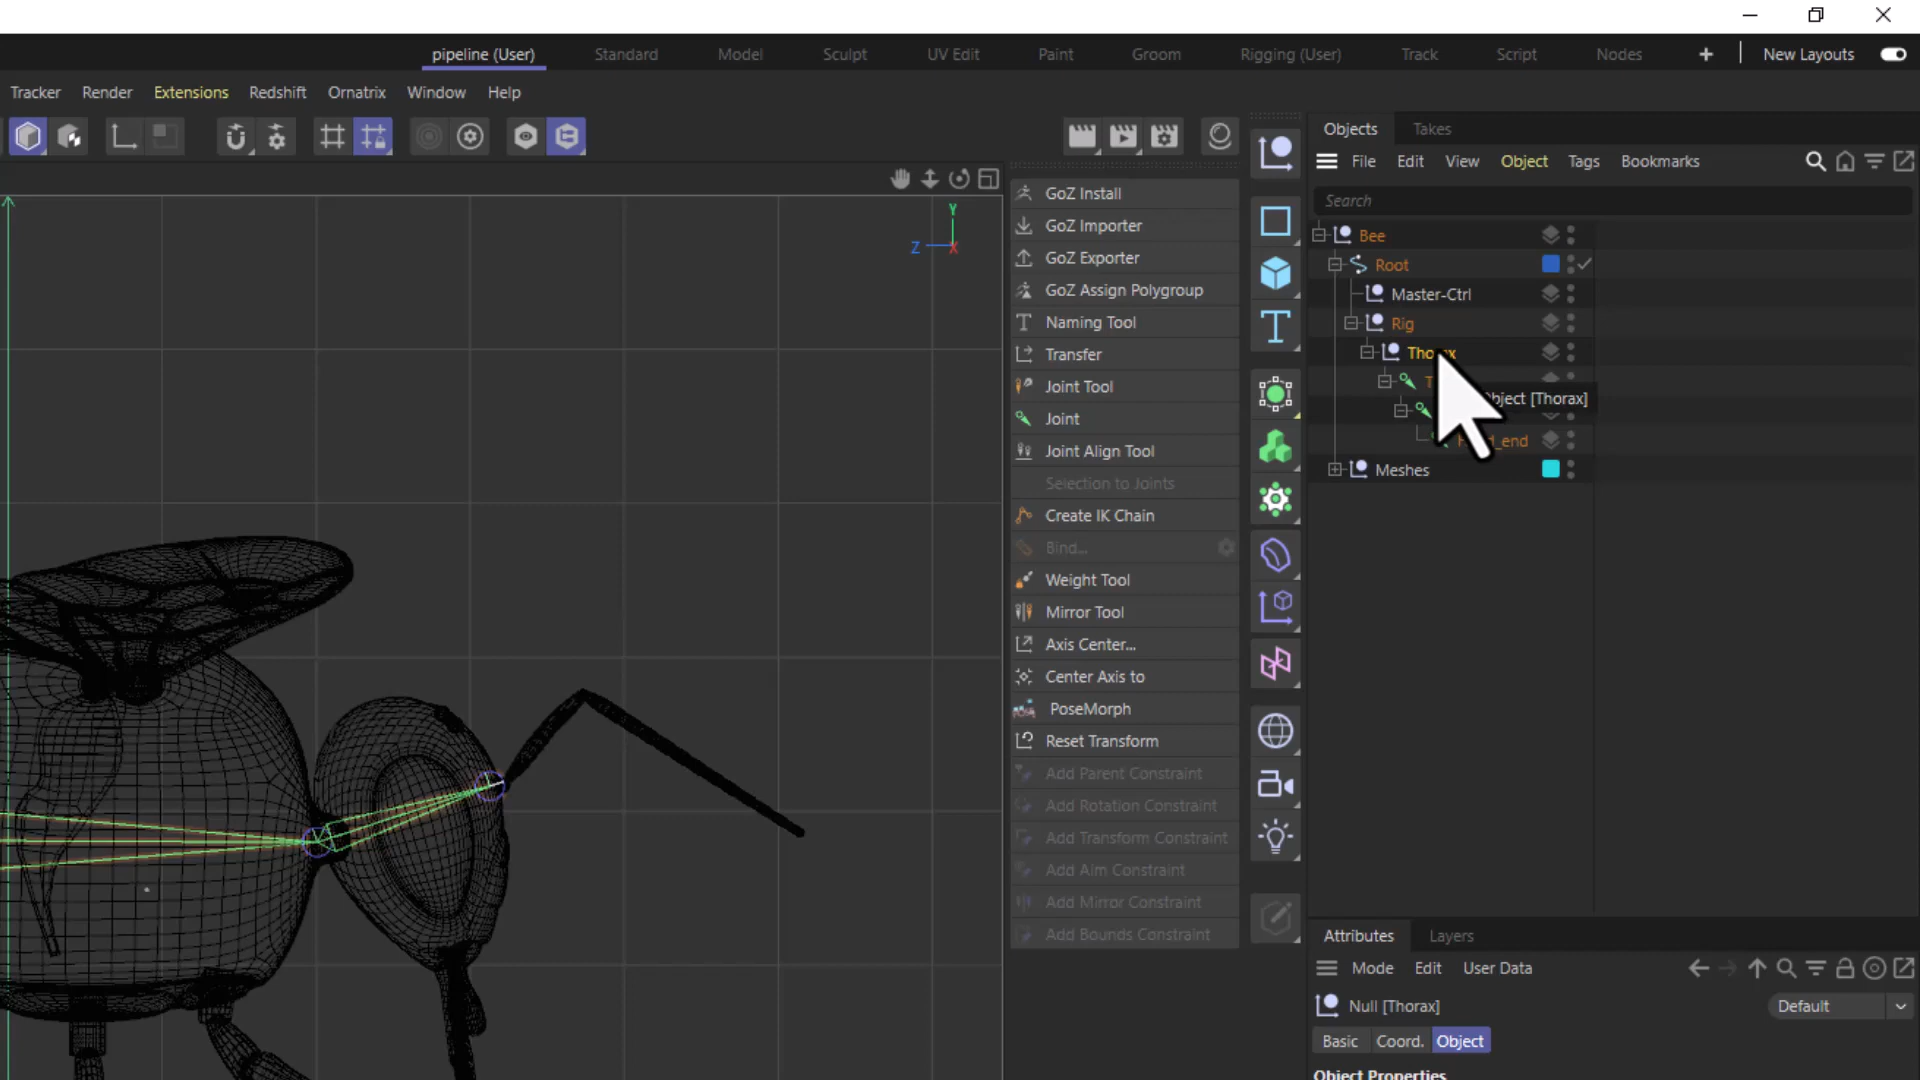 pipeline (User) Standard Model Sculpt UV Edit Paint Groom Rigging (User) Track Script Nodes + New Layouts
Tracker Render Extensions Redshift Ornatrix Window Help
Objects Takes
File Edit View Object Tags Bookmarks
Search
Y
Z X
GoZ Install
GoZ Importer
GoZ Exporter
GoZ Assign Polygroup
Naming Tool
Transfer
Joint Tool
Joint
Joint Align Tool
Selection to Joints
Create IK Chain
Bind...
Weight Tool
Mirror Tool
Axis Center...
Center Axis to
PoseMorph
Reset Transform
Add Parent Constraint
Add Rotation Constraint
Add Transform Constraint
Add Aim Constraint
Add Mirror Constraint
Add Bounds Constraint
Bee
Root
Master-Ctrl
Rig
Thorax
[Thorax]
Meshes
Attributes Layers
Mode Edit User Data
Null [Thorax] Default
Basic Coord. Object
Object Properties